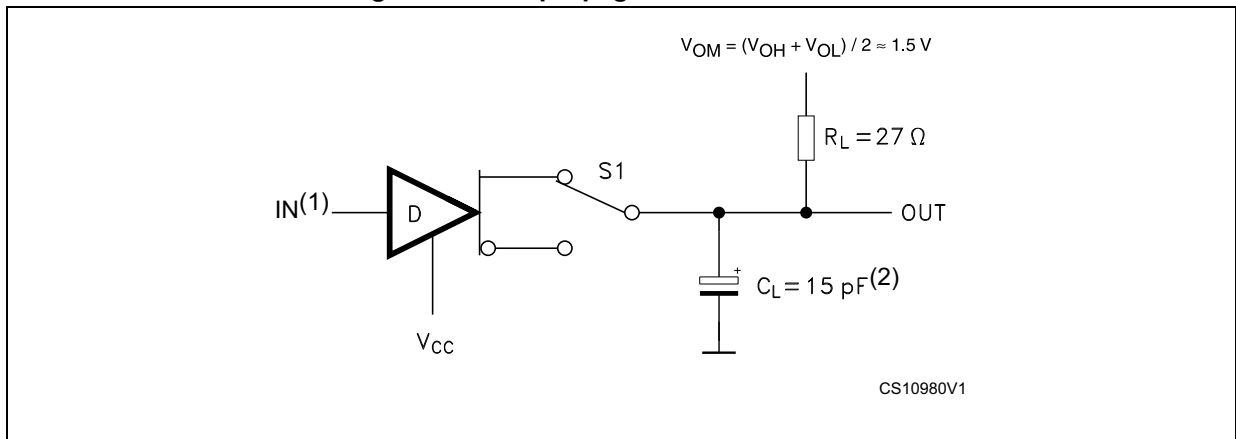 V_OM = (V_OH + V_OL) / 2 ≈ 1.5 V
R_L = 27 Ω
S1
IN(1)
D
OUT
+
C_L = 15 pF(2)
V_CC
CS10980V1